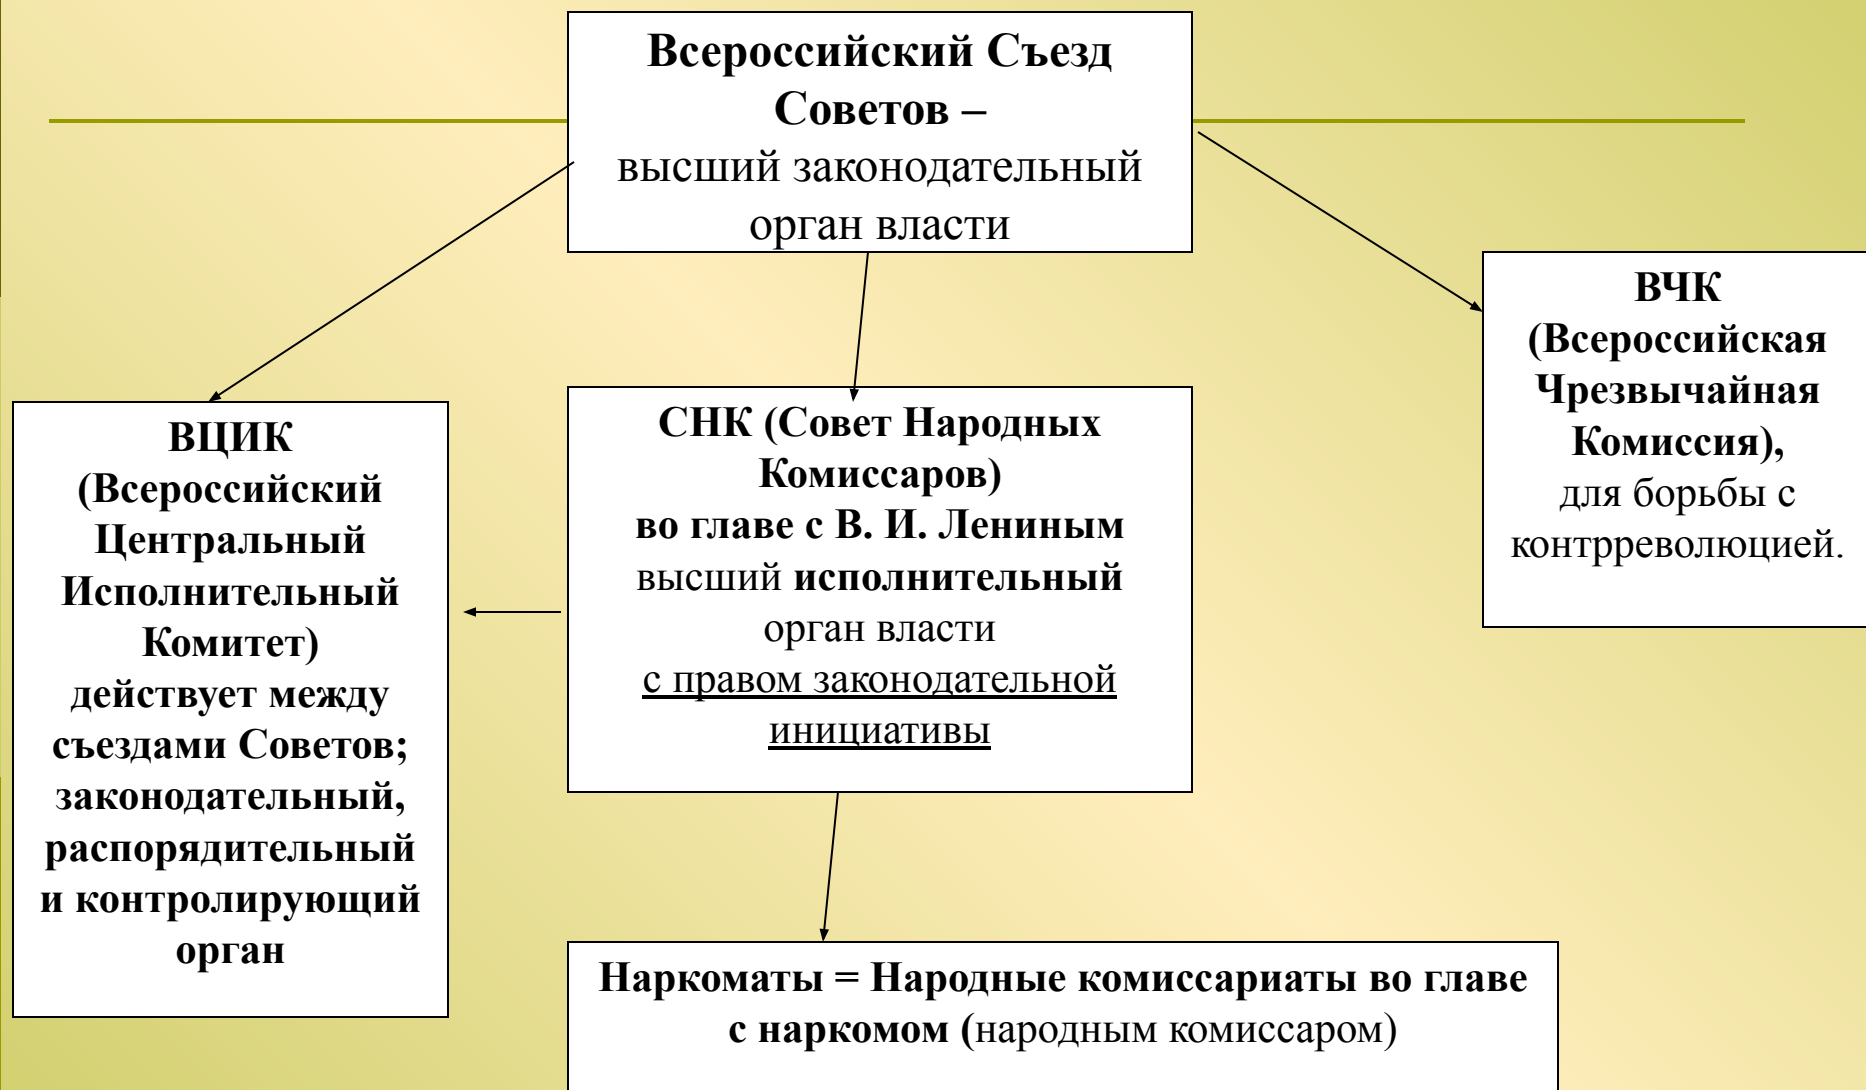 Всероссийский Съезд
Советов –
высший законодательный
орган власти
ВЦИК
(Всероссийский
Центральный
Исполнительный
Комитет)
действует между
съездами Советов;
законодательный,
распорядительный
и контролирующий
орган
СНК (Совет Народных
Комиссаров)
во главе с В. И. Лениным
высший исполнительный
орган власти
с правом законодательной
инициативы
ВЧК
(Всероссийская
Чрезвычайная
Комиссия),
для борьбы с
контрреволюцией.
Наркоматы = Народные комиссариаты во главе
с наркомом (народным комиссаром)